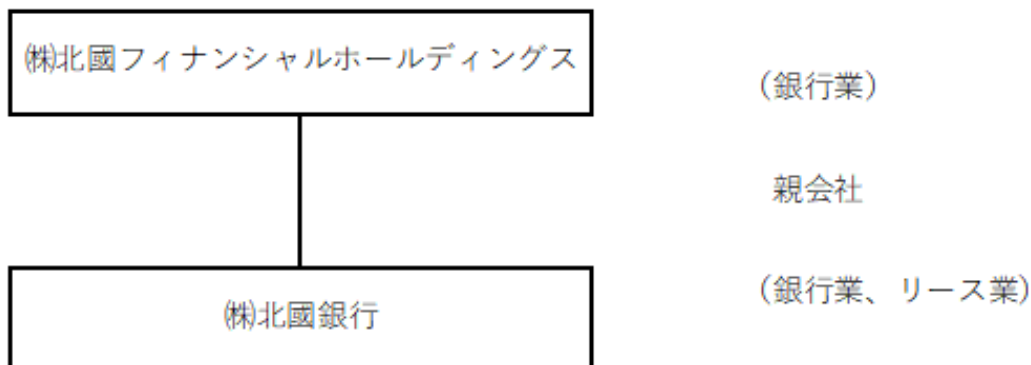 ㈱北國フィナンシャルホールディングス
（銀行業）
親会社
（銀行業、リース業）
㈱北國銀行